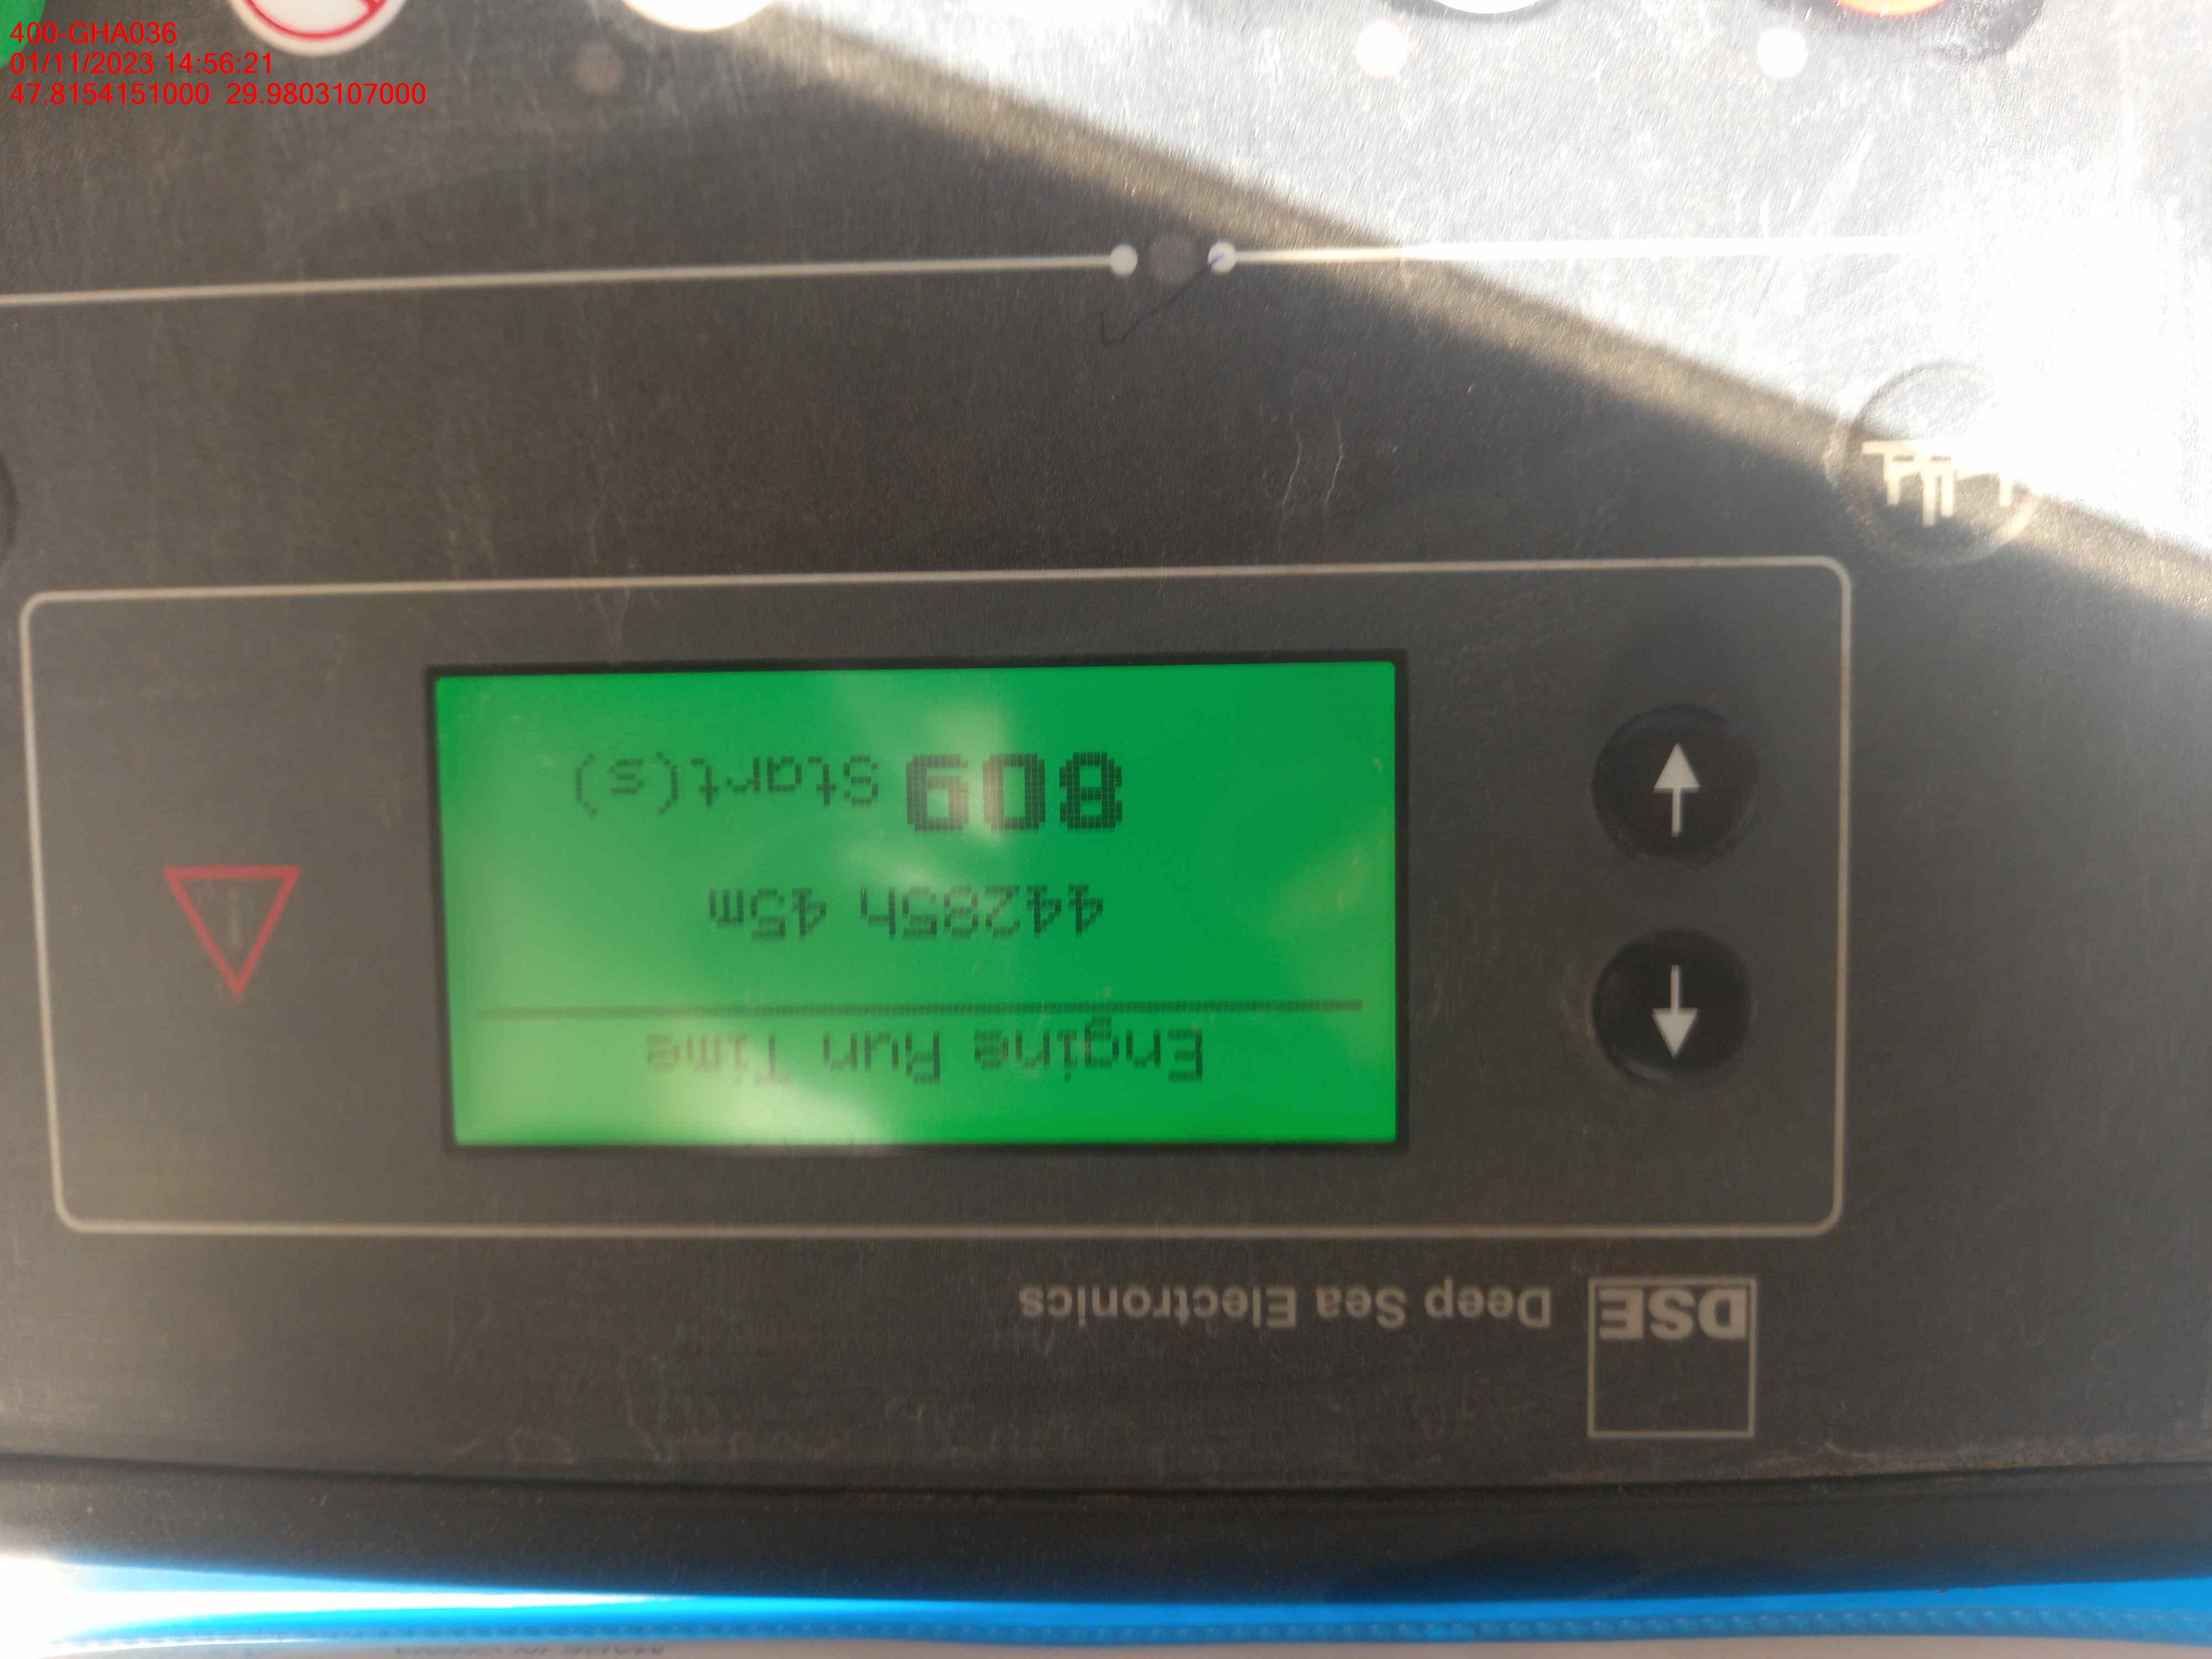 400-GHA036
01/11/2023 14:56:21
47.8154151000 29.9803107000
DSE Deep Sea Electronics
Engine Run Time
44285h 45m
809 Start(s)